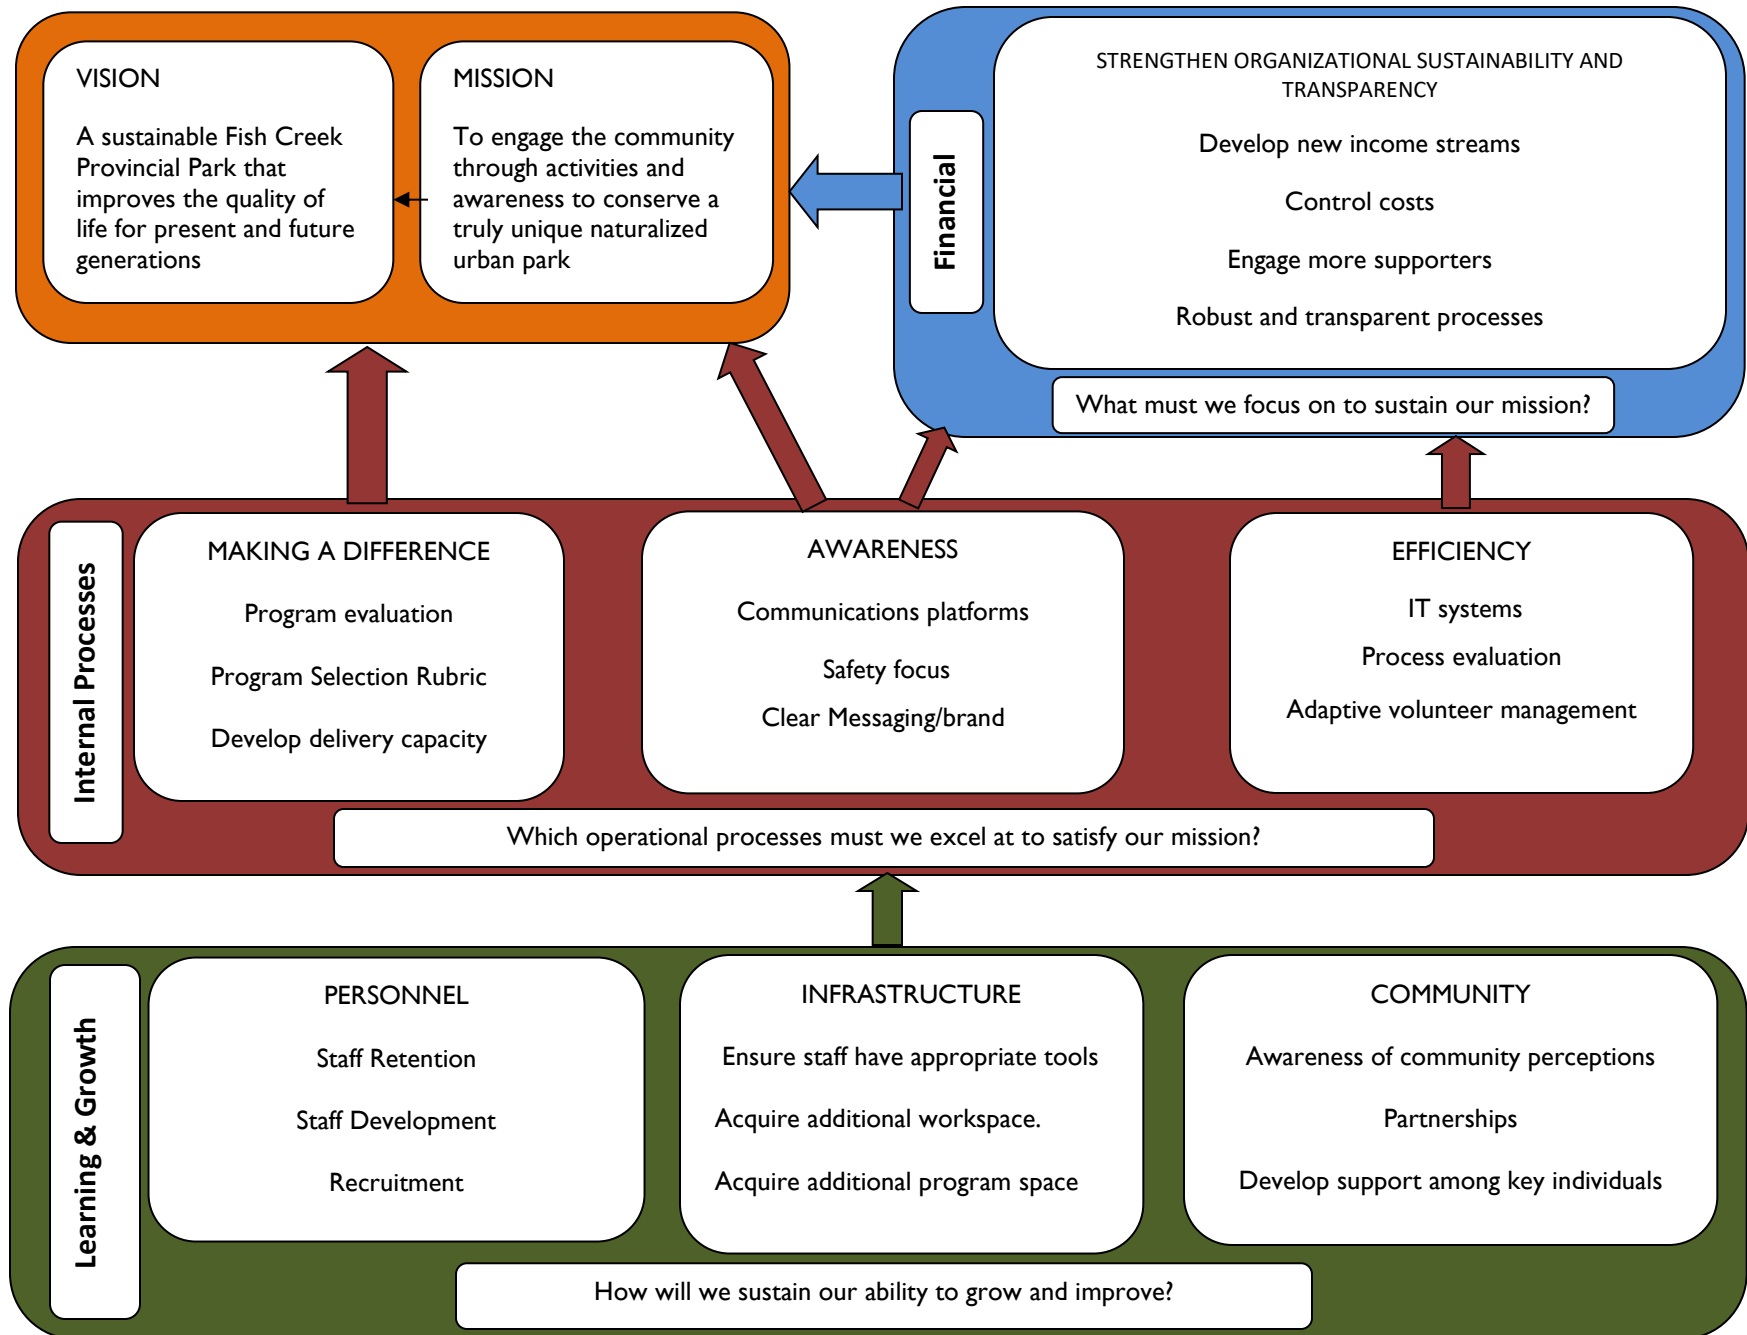 VISION
A sustainable Fish Creek
Provincial Park that
improves the quality of
life for present and future
generations
MISSION
To engage the community
through activities and
awareness to conserve a
truly unique naturalized
urban park
Financial
STRENGTHEN ORGANIZATIONAL SUSTAINABILITY AND
TRANSPARENCY
Develop new income streams
Control costs
Engage more supporters
Robust and transparent processes
What must we focus on to sustain our mission?
Internal Processes
MAKING A DIFFERENCE
Program evaluation
Program Selection Rubric
Develop delivery capacity
AWARENESS
Communications platforms
Safety focus
Clear Messaging/brand
EFFICIENCY
IT systems
Process evaluation
Adaptive volunteer management
Which operational processes must we excel at to satisfy our mission?
Learning & Growth
PERSONNEL
Staff Retention
Staff Development
Recruitment
INFRASTRUCTURE
Ensure staff have appropriate tools
Acquire additional workspace.
Acquire additional program space
COMMUNITY
Awareness of community perceptions
Partnerships
Develop support among key individuals
How will we sustain our ability to grow and improve?